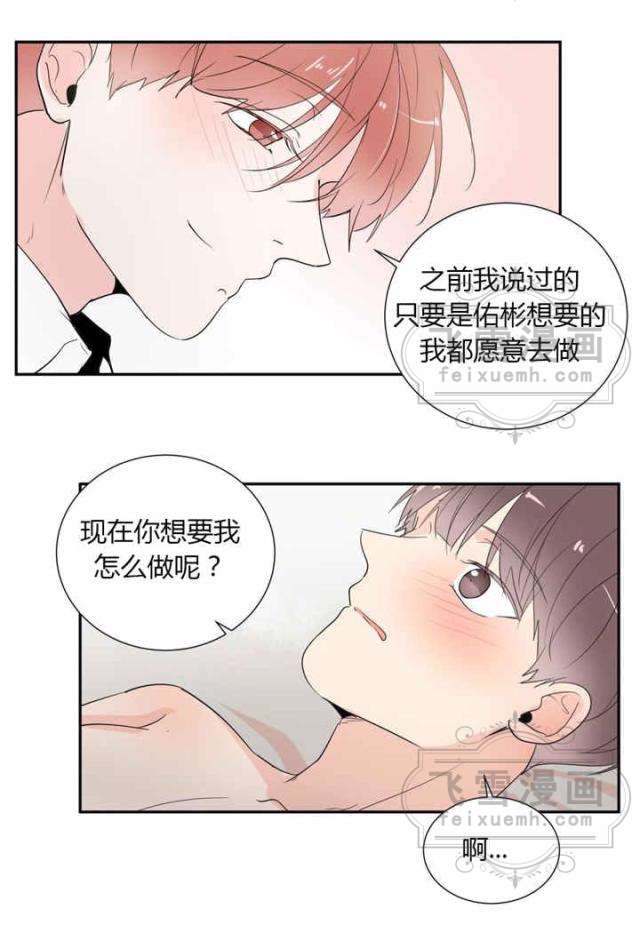 之前我说过的
只要是佑彬想要的
我都愿意去做
飞雪漫画
feixuemh.com
现在你想要我
怎么做呢？
飞雪漫画
feixuemh.com
啊...